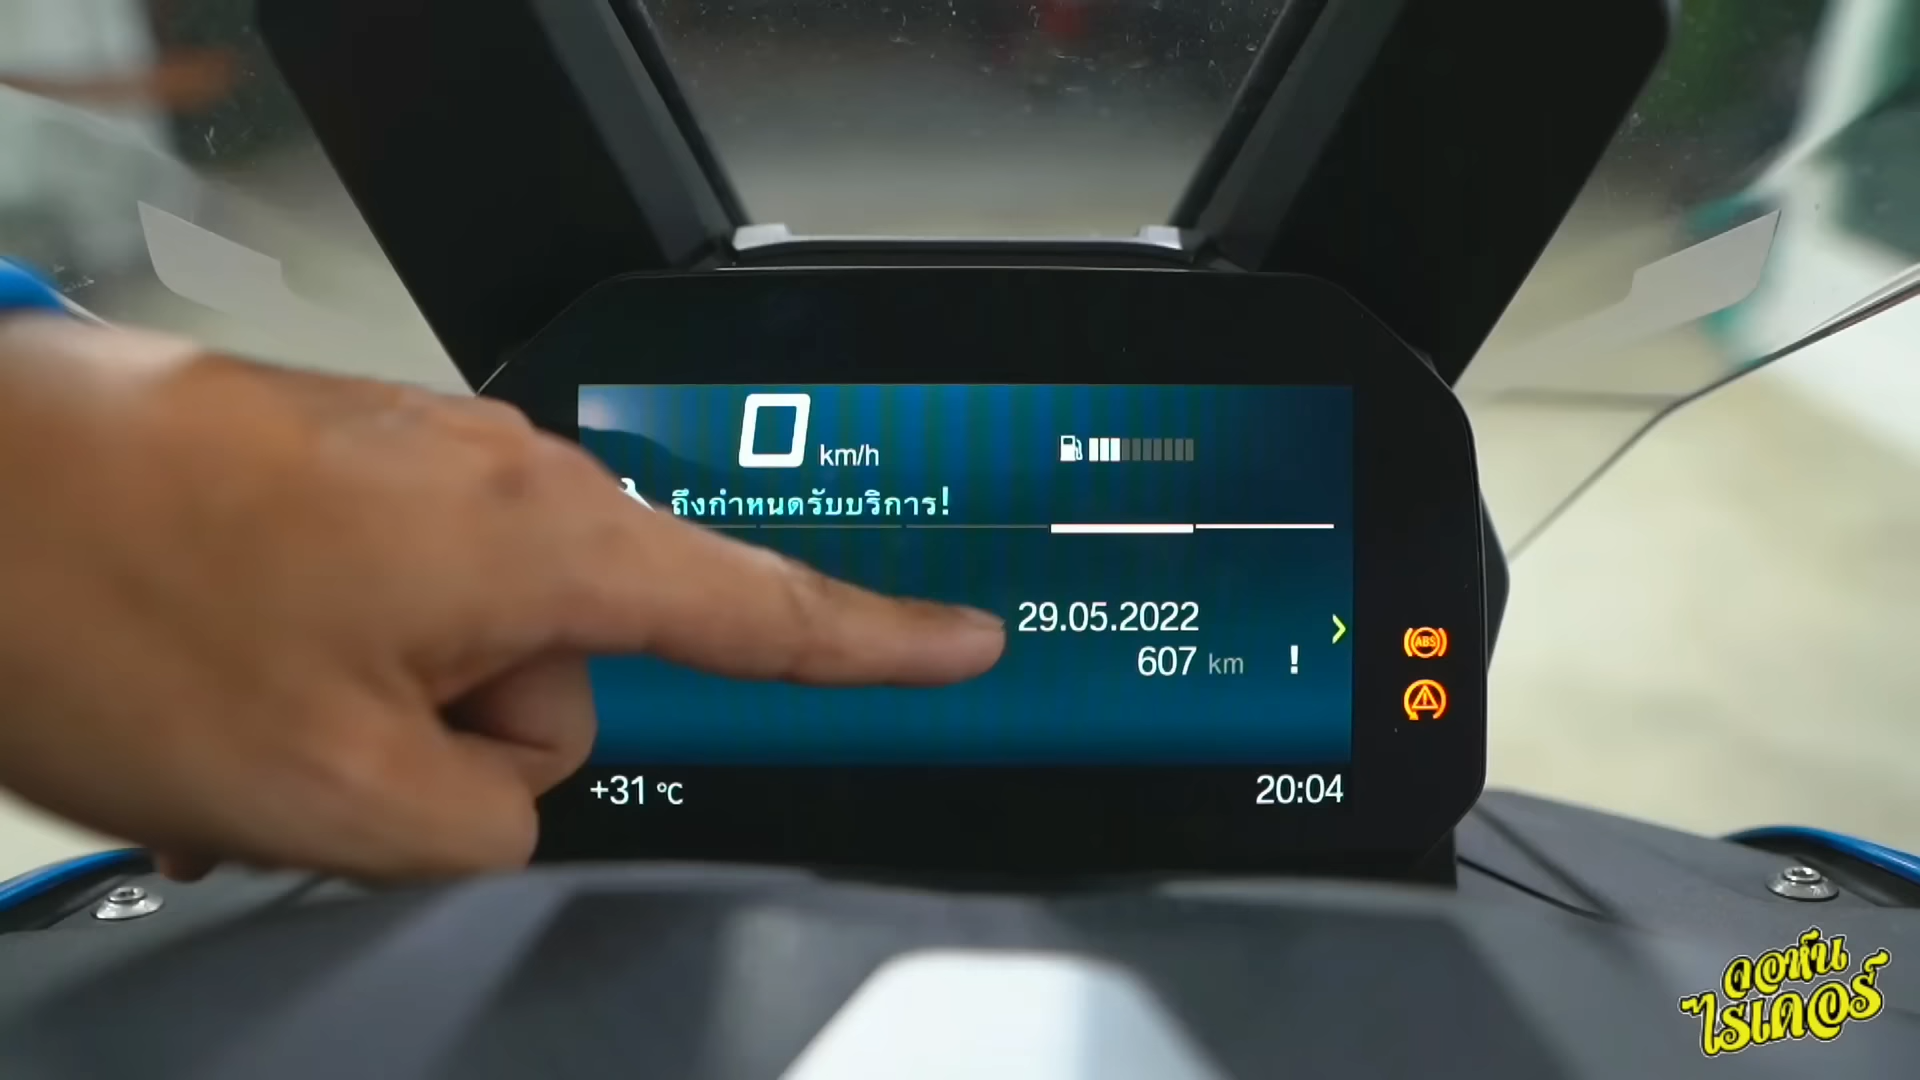 0 km/h
ถึงกำหนดรับบริการ!
29.05.2022
607 km !
ABS
+31 °C
20:04
จอหัน
ไรเดอร์